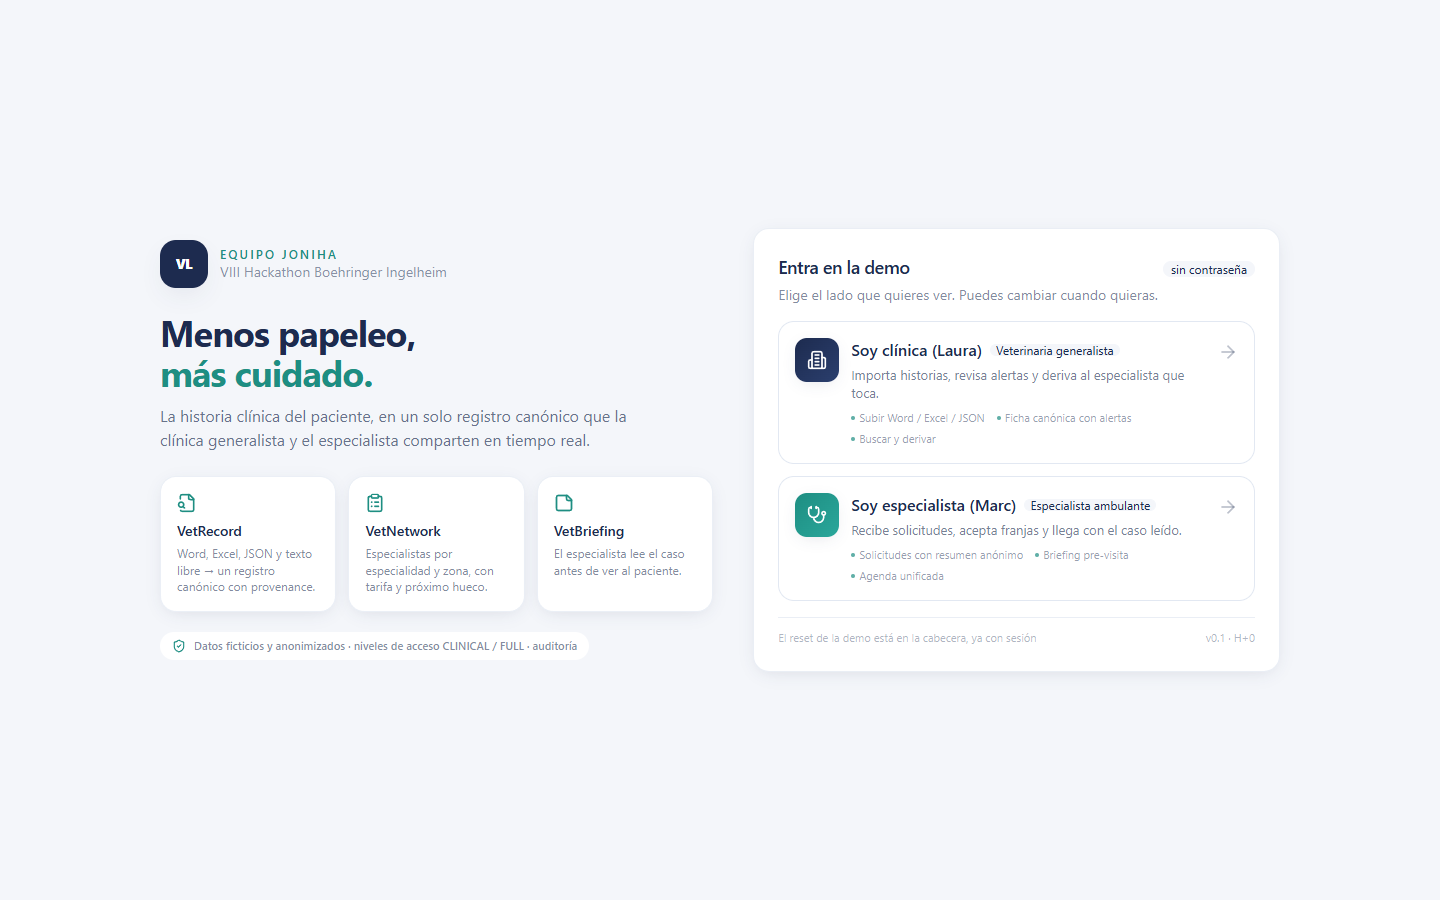 VL
EQUIPO JONIHA
VIII Hackathon Boehringer Ingelheim
Menos papeleo,
más cuidado.
La historia clínica del paciente, en un solo registro canónico que la
clínica generalista y el especialista comparten en tiempo real.
VetRecord
Word, Excel, JSON y texto
libre → un registro
canónico con provenance.
VetNetwork
Especialistas por
especialidad y zona, con
tarifa y próximo hueco.
VetBriefing
El especialista lee el caso
antes de ver al paciente.
Datos ficticios y anonimizados · niveles de acceso CLINICAL / FULL · auditoría
Entra en la demo
sin contraseña
Elige el lado que quieres ver. Puedes cambiar cuando quieras.
Soy clínica (Laura) Veterinaria generalista
Importa historias, revisa alertas y deriva al especialista que
toca.
• Subir Word / Excel / JSON • Ficha canónica con alertas
• Buscar y derivar
Soy especialista (Marc) Especialista ambulante
Recibe solicitudes, acepta franjas y llega con el caso leído.
• Solicitudes con resumen anónimo • Briefing pre-visita
• Agenda unificada
El reset de la demo está en la cabecera, ya con sesión
v0.1 · H+0